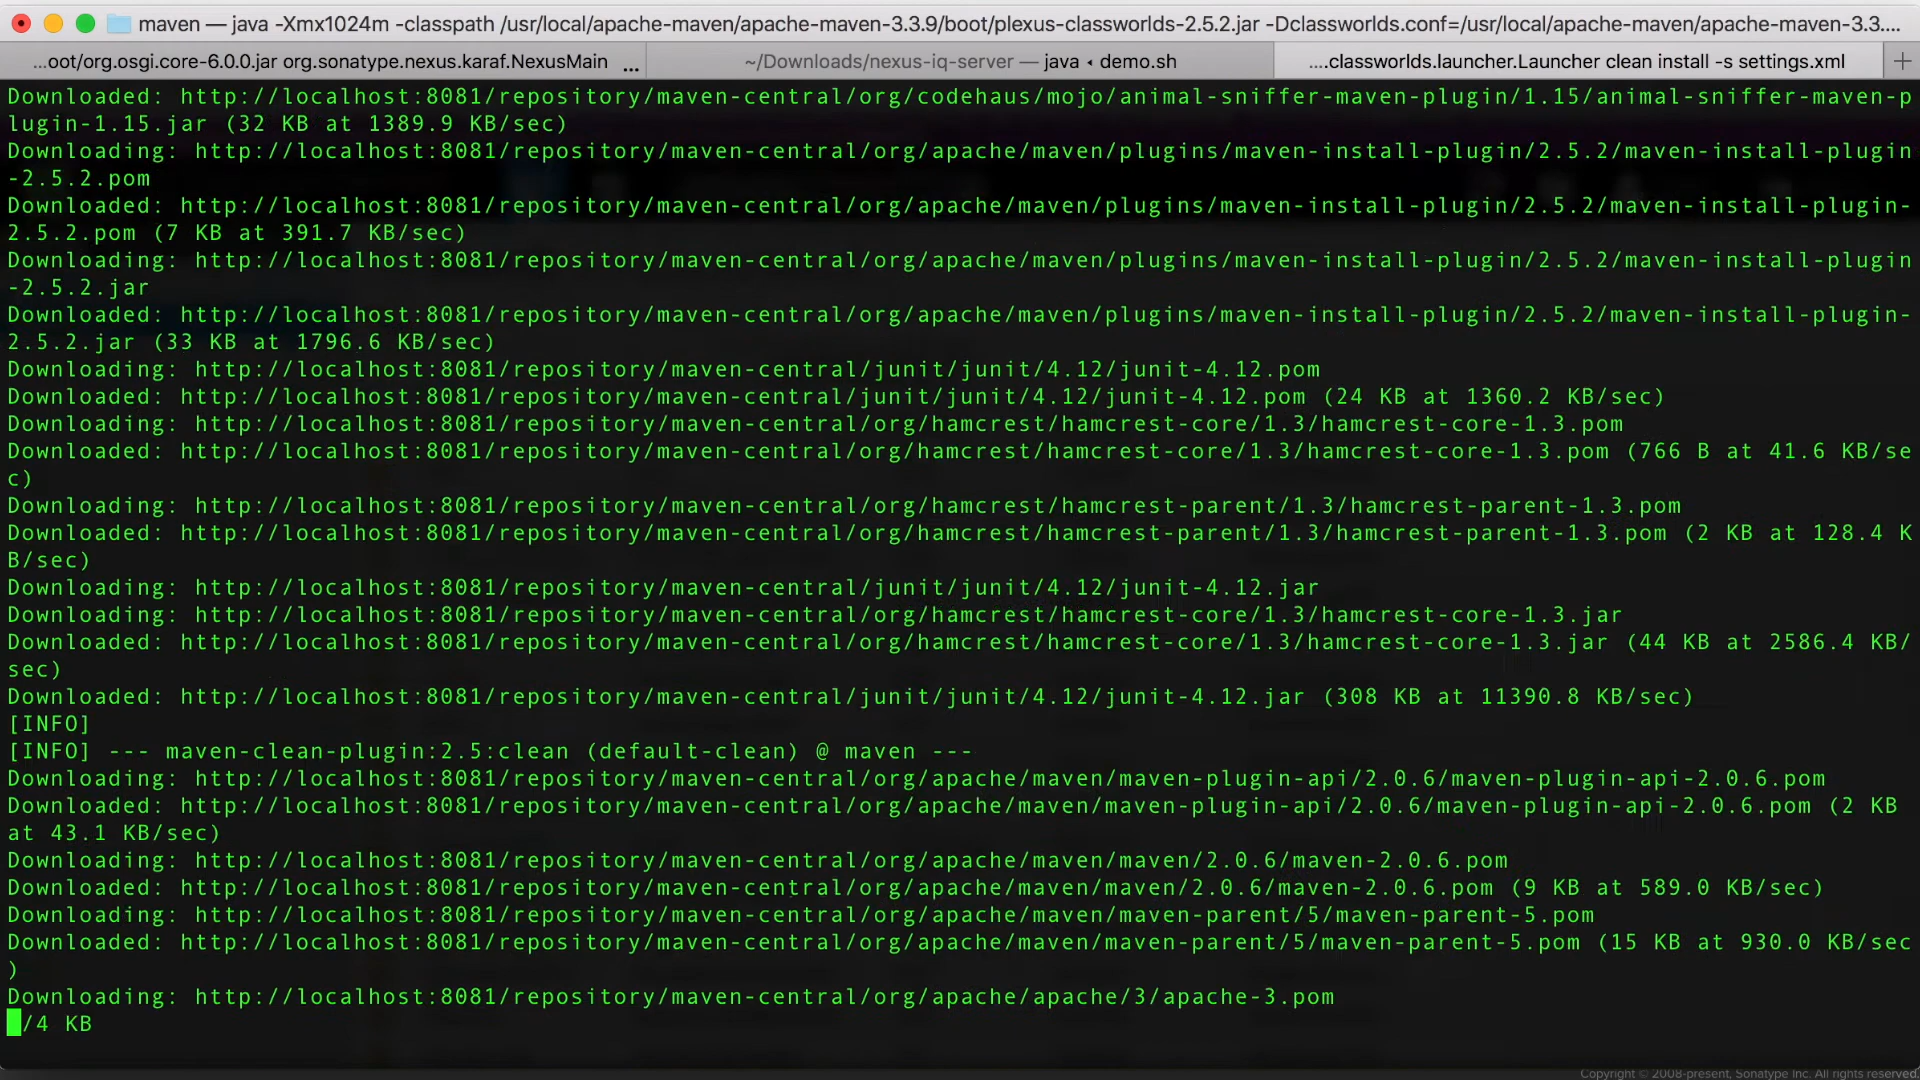 maven — java -Xmx1024m -classpath /usr/local/apache-maven/apache-maven-3.3.9/boot/plexus-classworlds-2.5.2.jar -Dclassworlds.conf=/usr/local/apache-maven/apache-maven-3.3....
...oot/org.osgi.core-6.0.0.jar org.sonatype.nexus.karaf.NexusMain ...
~/Downloads/nexus-iq-server — java ‹ demo.sh
....classworlds.launcher.Launcher clean install -s settings.xml
Downloaded: http://localhost:8081/repository/maven-central/org/codehaus/mojo/animal-sniffer-maven-plugin/1.15/animal-sniffer-maven-p
lugin-1.15.jar (32 KB at 1389.9 KB/sec)
Downloading: http://localhost:8081/repository/maven-central/org/apache/maven/plugins/maven-install-plugin/2.5.2/maven-install-plugin
-2.5.2.pom
Downloaded: http://localhost:8081/repository/maven-central/org/apache/maven/plugins/maven-install-plugin/2.5.2/maven-install-plugin-
2.5.2.pom (7 KB at 391.7 KB/sec)
Downloading: http://localhost:8081/repository/maven-central/org/apache/maven/plugins/maven-install-plugin/2.5.2/maven-install-plugin
-2.5.2.jar
Downloaded: http://localhost:8081/repository/maven-central/org/apache/maven/plugins/maven-install-plugin/2.5.2/maven-install-plugin-
2.5.2.jar (33 KB at 1796.6 KB/sec)
Downloading: http://localhost:8081/repository/maven-central/junit/junit/4.12/junit-4.12.pom
Downloaded: http://localhost:8081/repository/maven-central/junit/junit/4.12/junit-4.12.pom (24 KB at 1360.2 KB/sec)
Downloading: http://localhost:8081/repository/maven-central/org/hamcrest/hamcrest-core/1.3/hamcrest-core-1.3.pom
Downloaded: http://localhost:8081/repository/maven-central/org/hamcrest/hamcrest-core/1.3/hamcrest-core-1.3.pom (766 B at 41.6 KB/se
c)
Downloading: http://localhost:8081/repository/maven-central/org/hamcrest/hamcrest-parent/1.3/hamcrest-parent-1.3.pom
Downloaded: http://localhost:8081/repository/maven-central/org/hamcrest/hamcrest-parent/1.3/hamcrest-parent-1.3.pom (2 KB at 128.4 K
B/sec)
Downloading: http://localhost:8081/repository/maven-central/junit/junit/4.12/junit-4.12.jar
Downloading: http://localhost:8081/repository/maven-central/org/hamcrest/hamcrest-core/1.3/hamcrest-core-1.3.jar
Downloaded: http://localhost:8081/repository/maven-central/org/hamcrest/hamcrest-core/1.3/hamcrest-core-1.3.jar (44 KB at 2586.4 KB/
sec)
Downloaded: http://localhost:8081/repository/maven-central/junit/junit/4.12/junit-4.12.jar (308 KB at 11390.8 KB/sec)
[INFO]
[INFO] --- maven-clean-plugin:2.5:clean (default-clean) @ maven ---
Downloading: http://localhost:8081/repository/maven-central/org/apache/maven/maven-plugin-api/2.0.6/maven-plugin-api-2.0.6.pom
Downloaded: http://localhost:8081/repository/maven-central/org/apache/maven/maven-plugin-api/2.0.6/maven-plugin-api-2.0.6.pom (2 KB
at 43.1 KB/sec)
Downloading: http://localhost:8081/repository/maven-central/org/apache/maven/maven/2.0.6/maven-2.0.6.pom
Downloaded: http://localhost:8081/repository/maven-central/org/apache/maven/maven/2.0.6/maven-2.0.6.pom (9 KB at 589.0 KB/sec)
Downloading: http://localhost:8081/repository/maven-central/org/apache/maven/maven-parent/5/maven-parent-5.pom
Downloaded: http://localhost:8081/repository/maven-central/org/apache/maven/maven-parent/5/maven-parent-5.pom (15 KB at 930.0 KB/sec
)
Downloading: http://localhost:8081/repository/maven-central/org/apache/apache/3/apache-3.pom
/4 KB
Copyright © 2008-present, Sonatype Inc. All rights reserved.